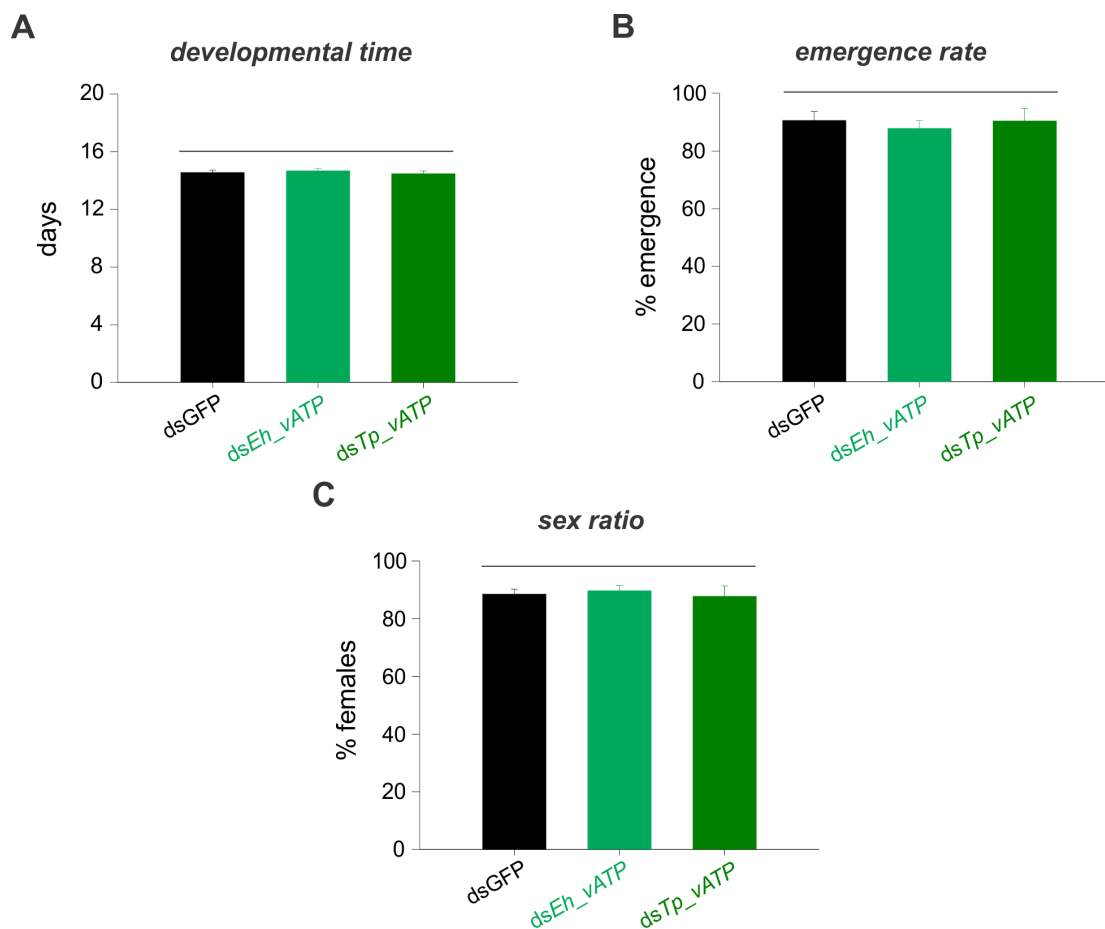 A
developmental time
days
20
16
12
8
4
0
dsGFP
dsEh_vATP
dsTp_vATP
B
emergence rate
% emergence
100
80
60
40
20
0
dsGFP
dsEh_vATP
dsTp_vATP
C
sex ratio
% females
100
80
60
40
20
0
dsGFP
dsEh_vATP
dsTp_vATP